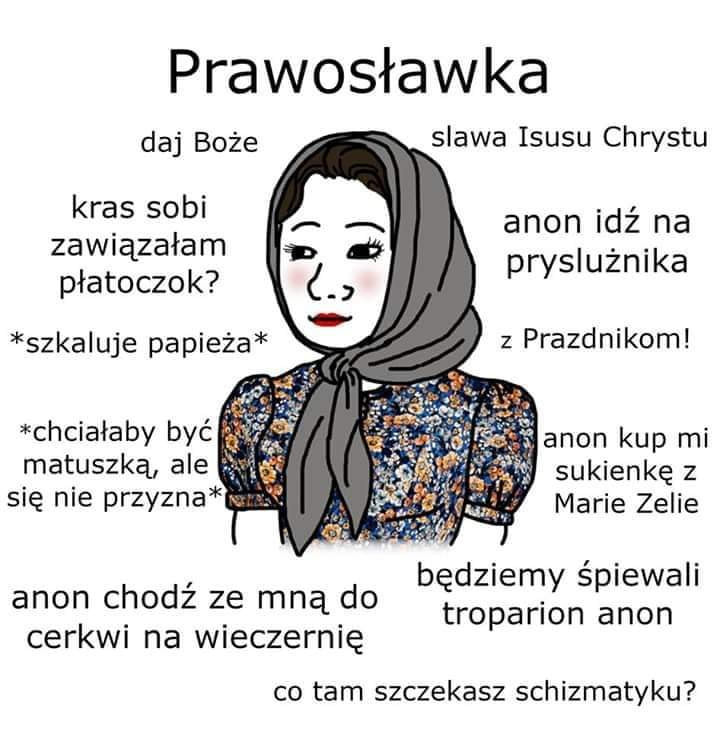 Prawosławka
daj Boże
slawa Isusu Chrystu
kras sobi
zawiązałam
płatoczok?
anon idź na
pryslużnika
*szkaluje papieża*
z Prazdnikom!
*chciałaby być
matuszką, ale
się nie przyzna*
anon kup mi
sukienkę z
Marie Zelie
anon chodź ze mną do
cerkwi na wieczernię
będziemy śpiewali
troparion anon
co tam szczekasz schizmatyku?